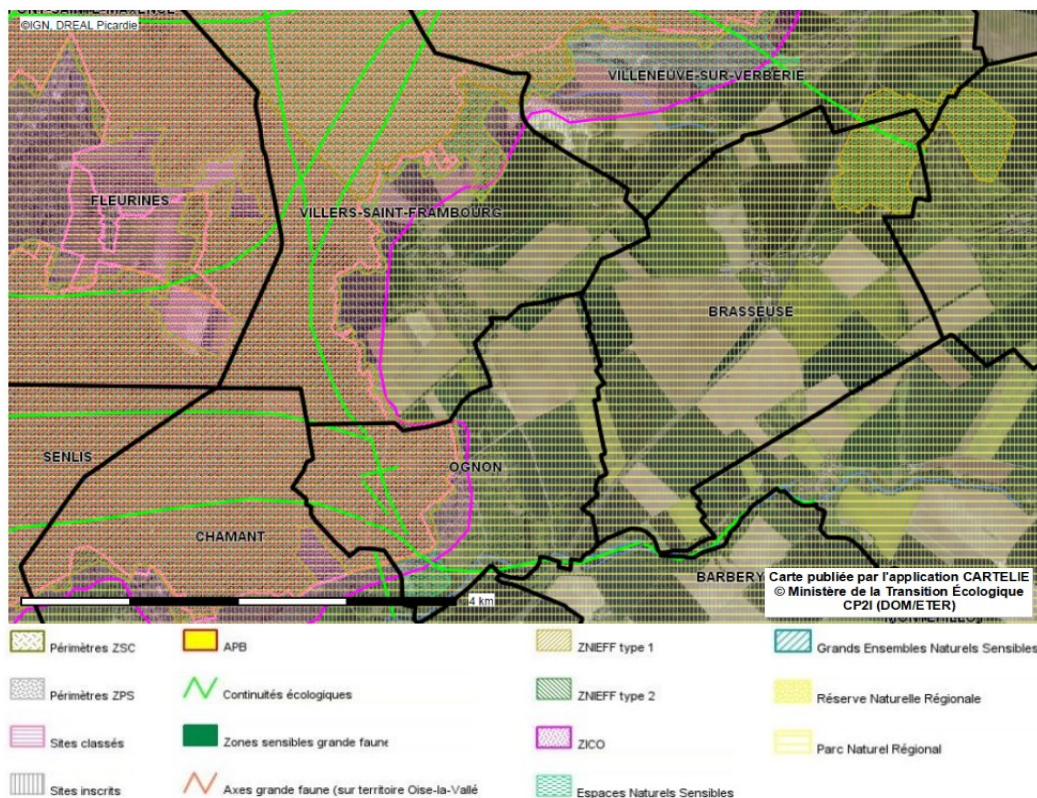 ©IGN, DREAL Picardie
PONT-SAINTE-MAXENCE
VILLENEUVE-SUR-VERBERIE
FLEURINES
VILLERS-SAINT-FRAMBOURG
BRASSEUSE
SENLIS
OGNON
CHAMANT
BARBERY
Carte publiée par l'application CARTELIE
© Ministère de la Transition Écologique
CP2I (DOM/ETER)
4 km
Périmètres ZSC
APB
ZNIEFF type 1
Grands Ensembles Naturels Sensibles
Périmètres ZPS
Continuités écologiques
ZNIEFF type 2
Réserve Naturelle Régionale
Sites classés
Zones sensibles grande faune
ZICO
Parc Naturel Régional
Sites inscrits
Axes grande faune (sur territoire Oise-la-Vallé
Espaces Naturels Sensibles